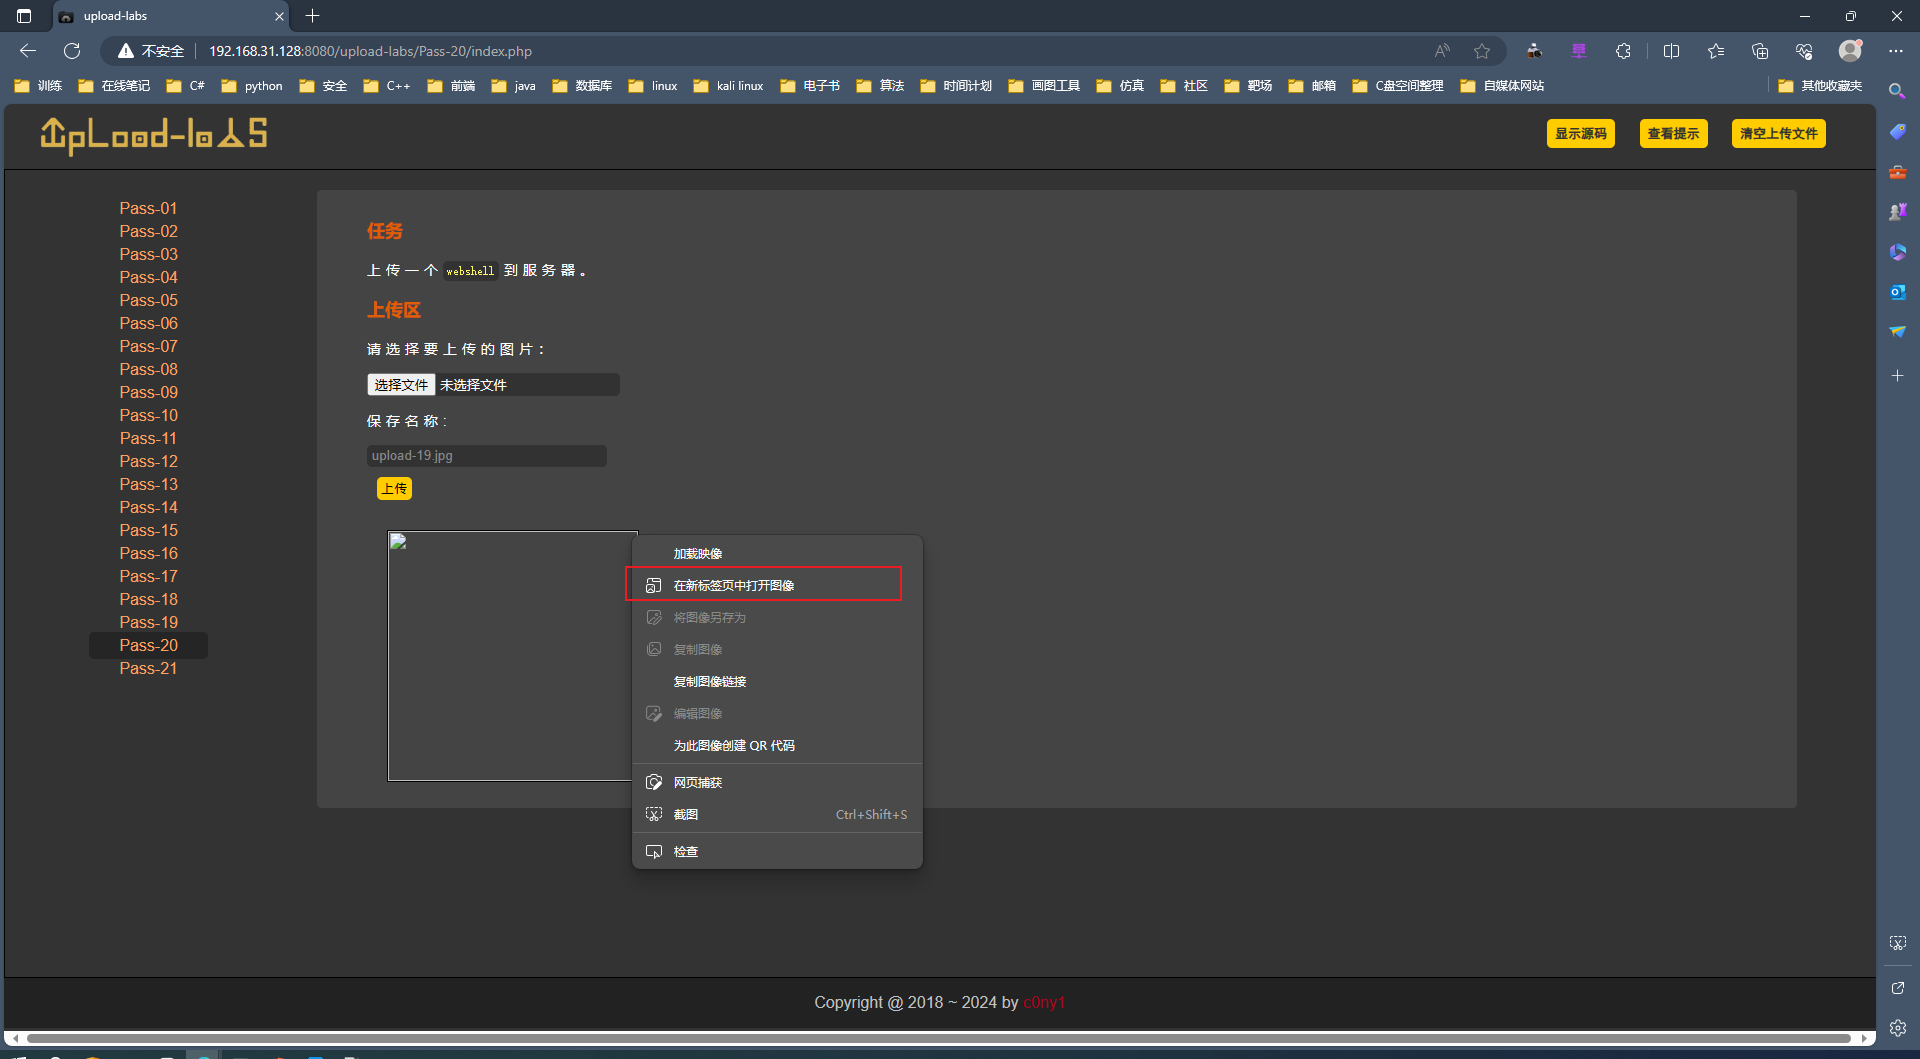 upload-labs
不安全 192.168.31.128:8080/upload-labs/Pass-20/index.php
训练 在线笔记 C# python 安全 C++ 前端 java 数据库 linux kali linux 电子书 算法 时间计划 画图工具 仿真 社区 靶场 邮箱 C盘空间整理 自媒体网站 其他收藏夹
UpLoad-labS
显示源码 查看提示 清空上传文件
Pass-01
Pass-02
Pass-03
Pass-04
Pass-05
Pass-06
Pass-07
Pass-08
Pass-09
Pass-10
Pass-11
Pass-12
Pass-13
Pass-14
Pass-15
Pass-16
Pass-17
Pass-18
Pass-19
Pass-20
Pass-21
任务
上传一个 webshell 到服务器。
上传区
请选择要上传的图片：
选择文件 未选择文件
保存名称:
upload-19.jpg
上传
加载映像
在新标签页中打开图像
将图像另存为
复制图像
复制图像链接
编辑图像
为此图像创建 QR 代码
网页捕获
截图 Ctrl+Shift+S
检查
Copyright @ 2018 ~ 2024 by c0ny1